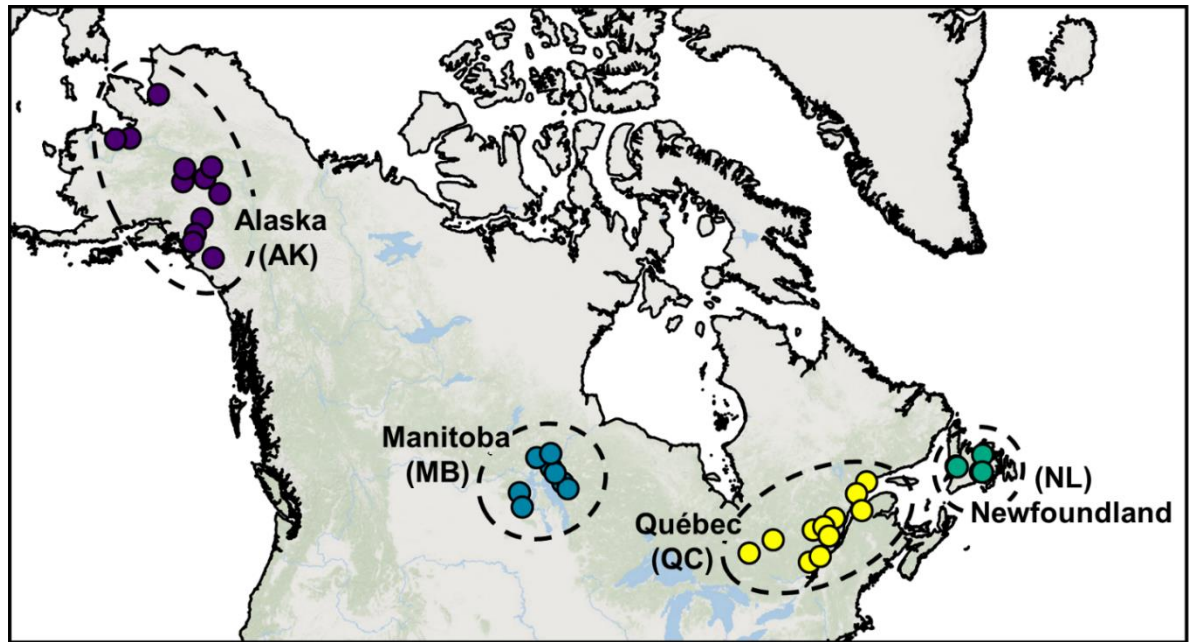 Alaska
(AK)
Manitoba
(MB)
Québec
(QC)
(NL)
Newfoundland